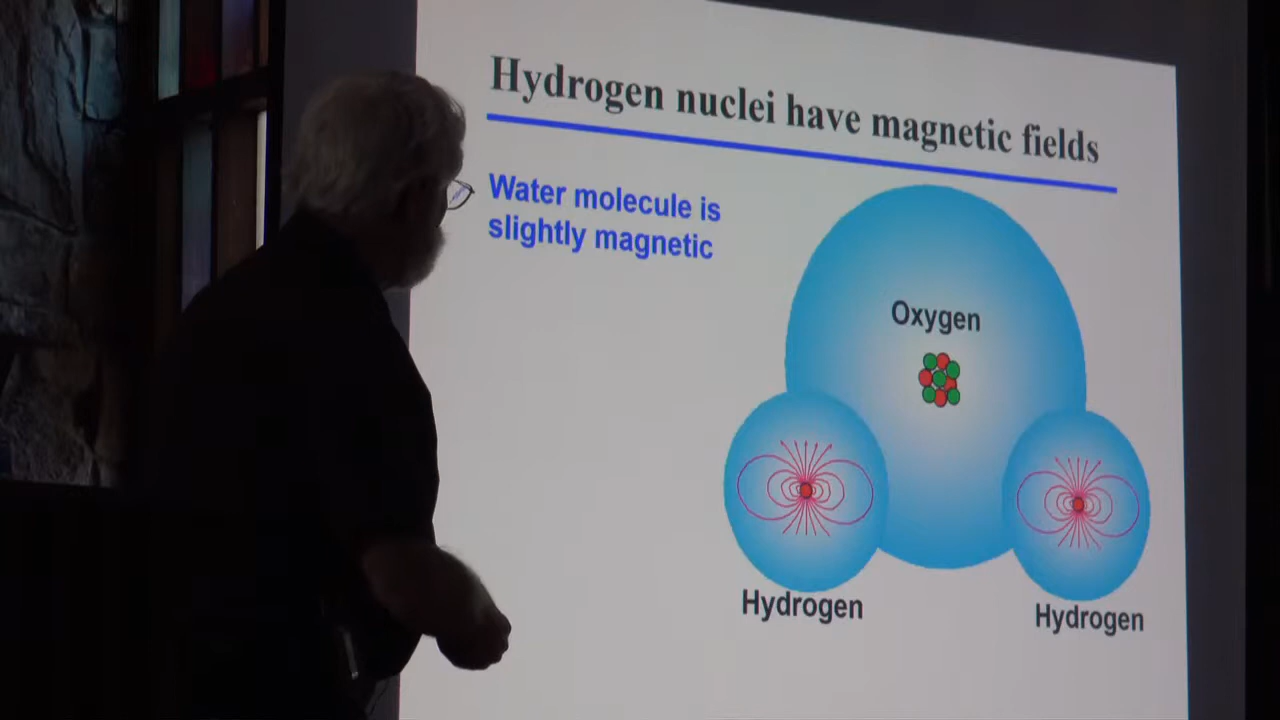 Hydrogen nuclei have magnetic fields
Water molecule is
slightly magnetic
Oxygen
Hydrogen
Hydrogen